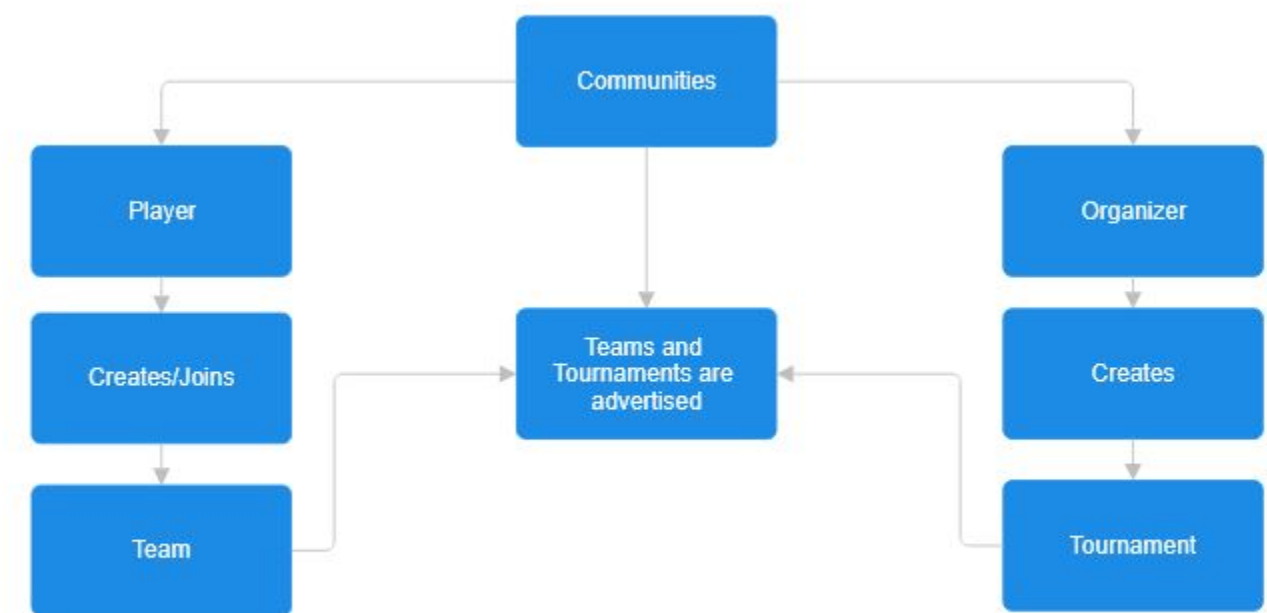 Communities
Player
Organizer
Creates/Joins
Teams and
Tournaments are
advertised
Creates
Team
Tournament